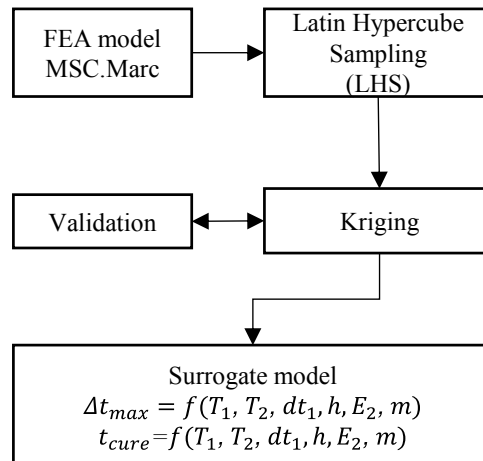 FEA model
MSC.Marc
Latin Hypercube
Sampling
(LHS)
Validation
Kriging
Surrogate model
Δt_max = f(T_1, T_2, dt_1, h, E_2, m)
t_cure=f(T_1, T_2, dt_1, h, E_2, m)